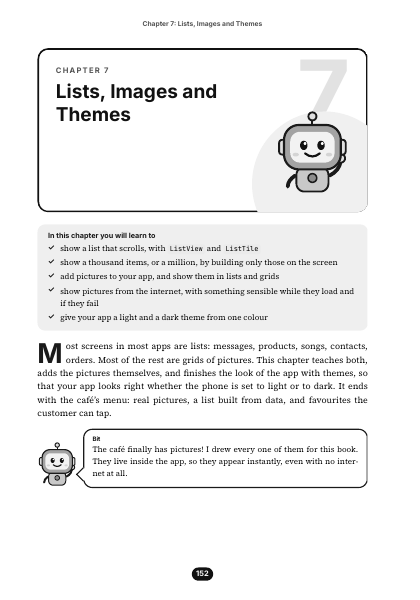 Chapter 7: Lists, Images and Themes
CHAPTER 7
7
Lists, Images and
Themes
In this chapter you will learn to
✓ show a list that scrolls, with ListView and ListTile
✓ show a thousand items, or a million, by building only those on the screen
✓ add pictures to your app, and show them in lists and grids
✓ show pictures from the internet, with something sensible while they load and
if they fail
✓ give your app a light and a dark theme from one colour
Most screens in most apps are lists: messages, products, songs, contacts,
orders. Most of the rest are grids of pictures. This chapter teaches both,
adds the pictures themselves, and finishes the look of the app with themes, so
that your app looks right whether the phone is set to light or to dark. It ends
with the café’s menu: real pictures, a list built from data, and favourites the
customer can tap.
Bit
The café finally has pictures! I drew every one of them for this book.
They live inside the app, so they appear instantly, even with no inter-
net at all.
152